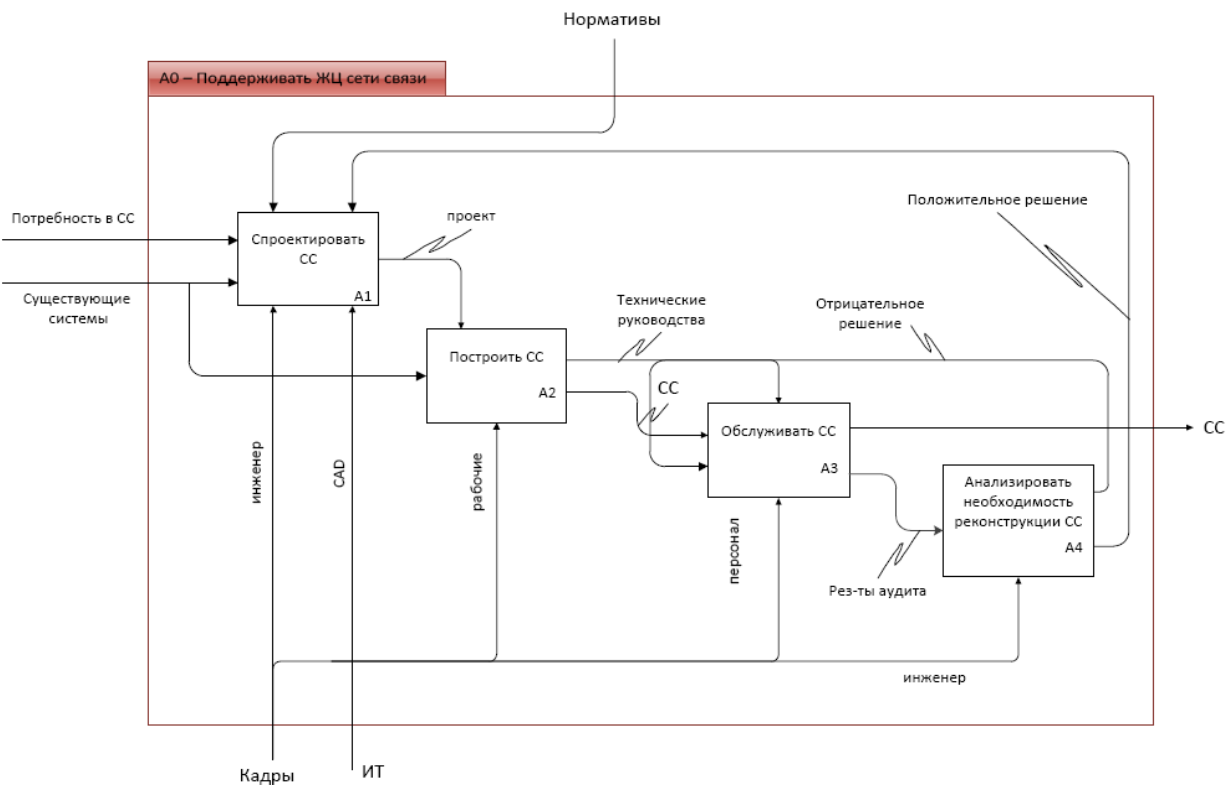 Нормативы
А0 – Поддерживать ЖЦ сети связи
Потребность в СС
Существующие
системы
Спроектировать
СС
А1
проект
Построить СС
А2
Технические
руководства
СС
Отрицательное
решение
Положительное решение
Обслуживать СС
А3
СС
Анализировать
необходимость
реконструкции СС
А4
Рез-ты аудита
инженер
CAD
рабочие
персонал
инженер
Кадры
ИТ